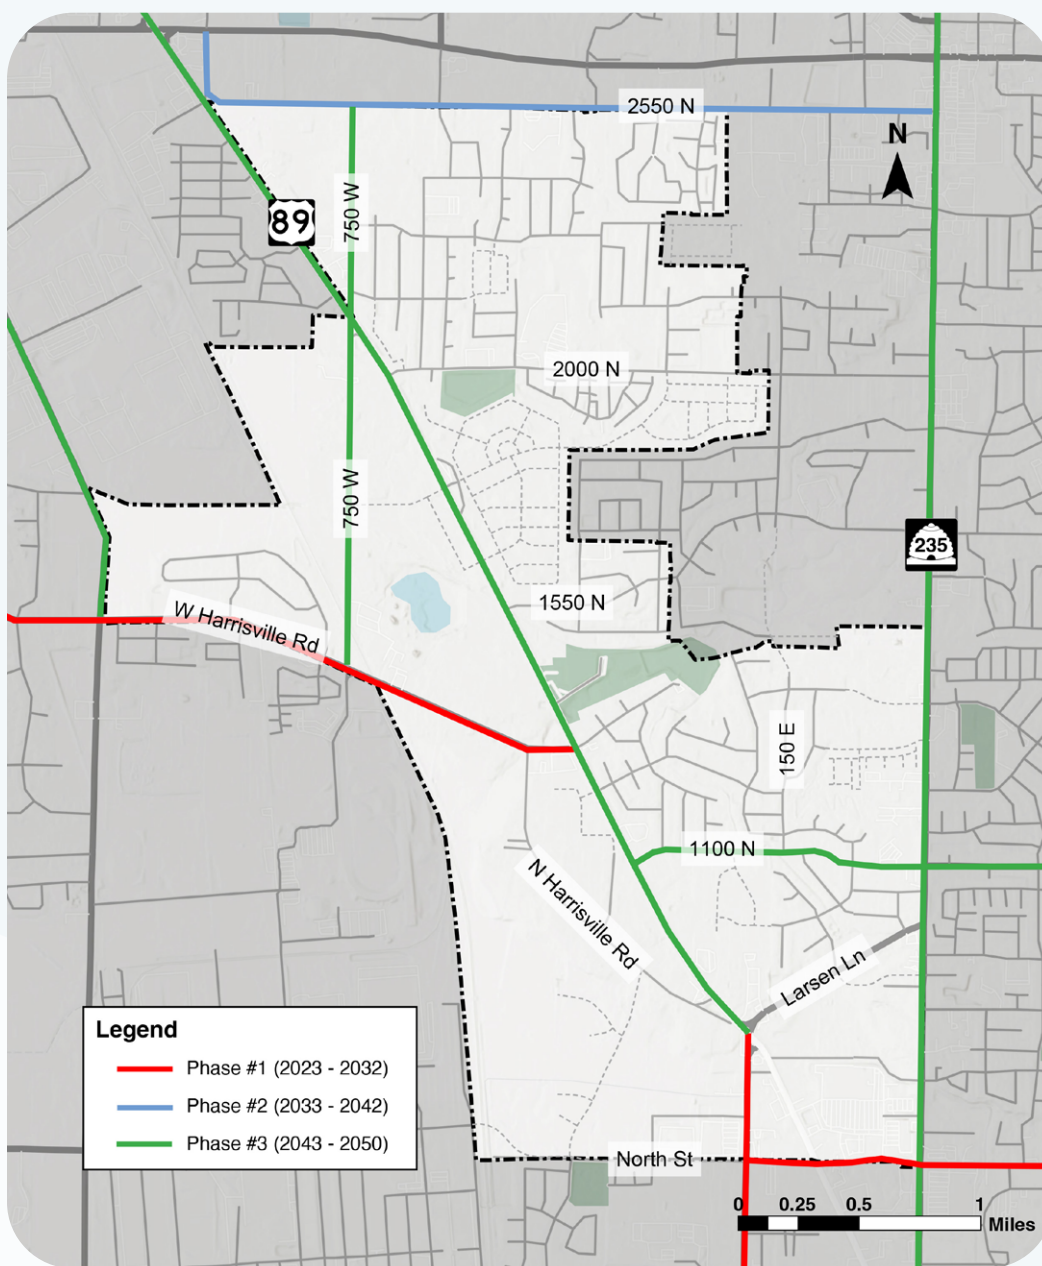 2550 N
N
89
750 W
2000 N
750 W
235
1550 N
W Harrisville Rd
150 E
1100 N
N Harrisville Rd
Larsen Ln
Legend
Phase #1 (2023 - 2032)
Phase #2 (2033 - 2042)
Phase #3 (2043 - 2050)
North St
0 0.25 0.5 1
Miles